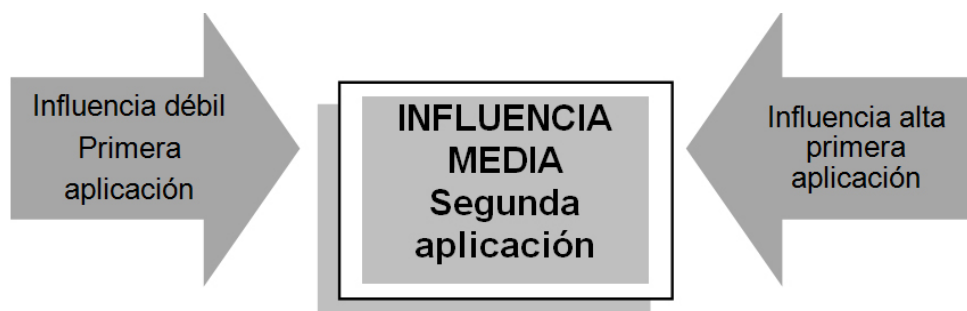 Influencia débil
Primera
aplicación
INFLUENCIA
MEDIA
Segunda
aplicación
Influencia alta
primera
aplicación